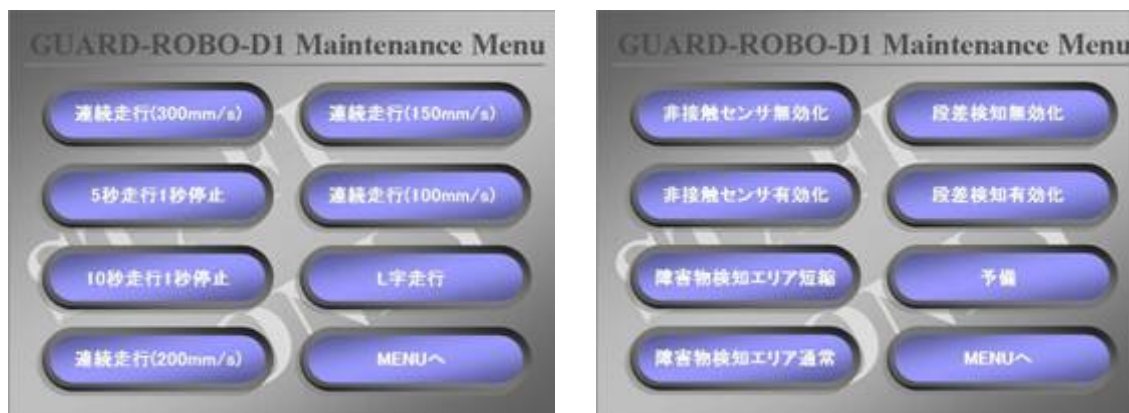 GUARD-ROBO-D1 Maintenance Menu
連続走行(300mm/s)
連続走行(150mm/s)
5秒走行1秒停止
連続走行(100mm/s)
10秒走行1秒停止
L字走行
連続走行(200mm/s)
MENUへ
GUARD-ROBO-D1 Maintenance Menu
非接触センサ無効化
段差検知無効化
非接触センサ有効化
段差検知有効化
障害物検知エリア短縮
予備
障害物検知エリア通常
MENUへ